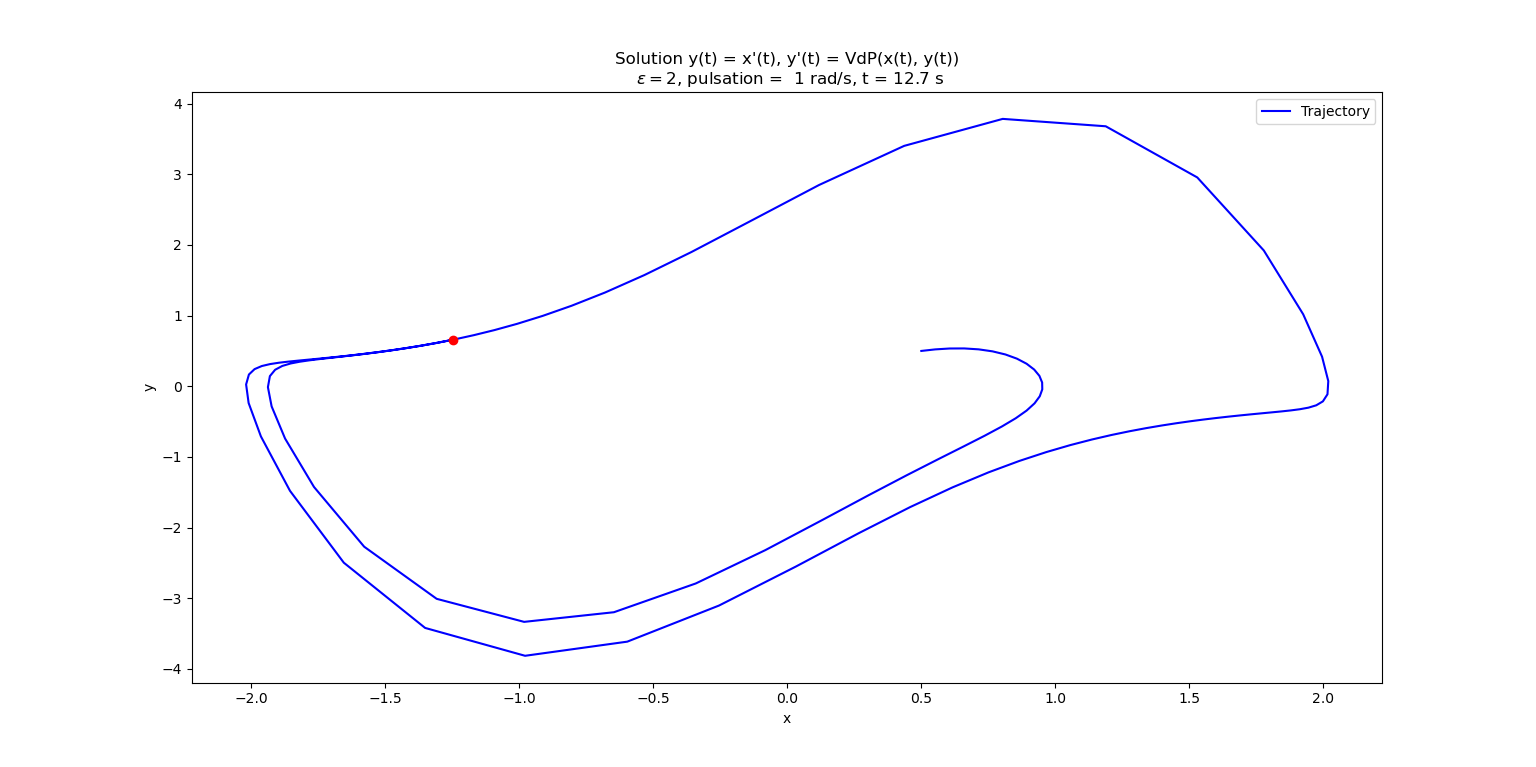 Solution y(t) = x'(t), y'(t) = VdP(x(t), y(t))
ε = 2, pulsation =  1 rad/s, t = 12.7 s
Trajectory
4
3
2
1
0
−1
−2
−3
−4
y
−2.0 −1.5 −1.0 −0.5 0.0 0.5 1.0 1.5 2.0
x